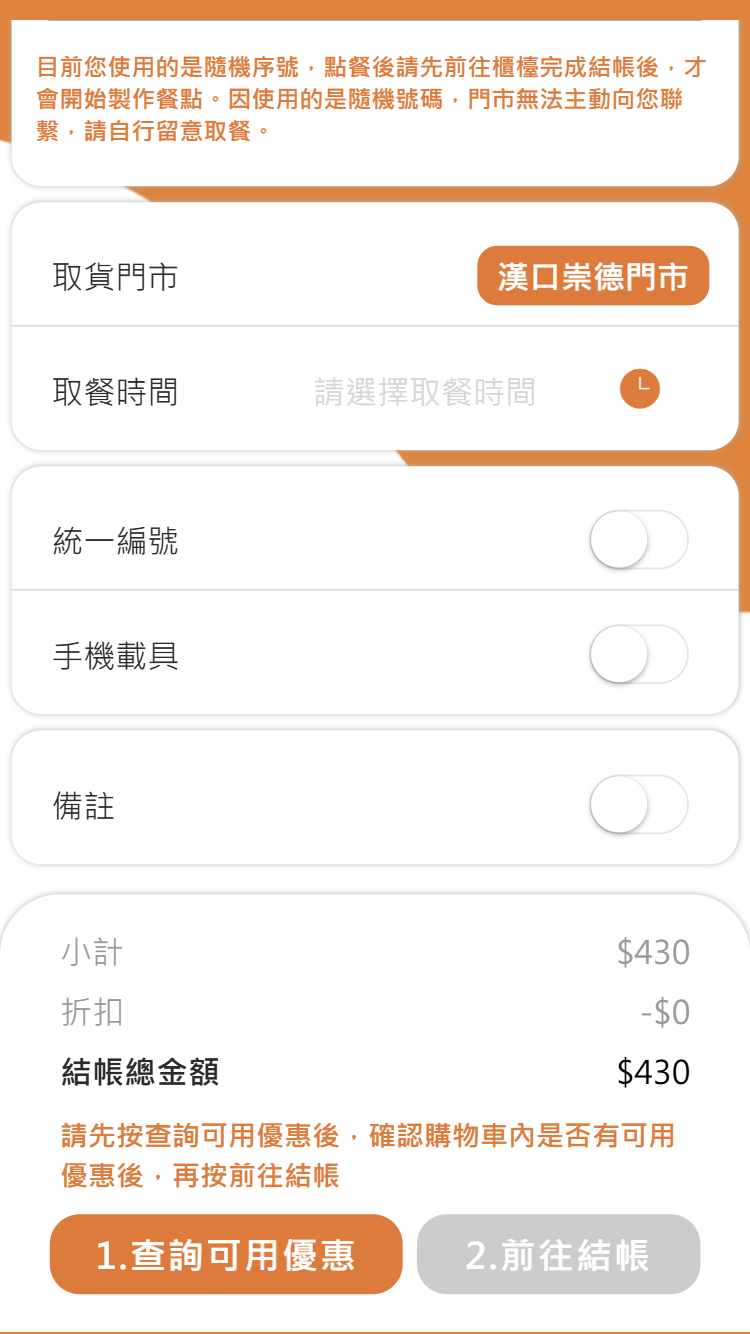 目前您使用的是隨機序號，點餐後請先前往櫃檯完成結帳後，才
會開始製作餐點。因使用的是隨機號碼，門市無法主動向您聯
繫，請自行留意取餐。
取貨門市
漢口崇德門市
取餐時間
請選擇取餐時間
統一編號
手機載具
備註
小計
$430
折扣
-$0
結帳總金額
$430
請先按查詢可用優惠後，確認購物車內是否有可用
優惠後，再按前往結帳
1.查詢可用優惠
2.前往結帳